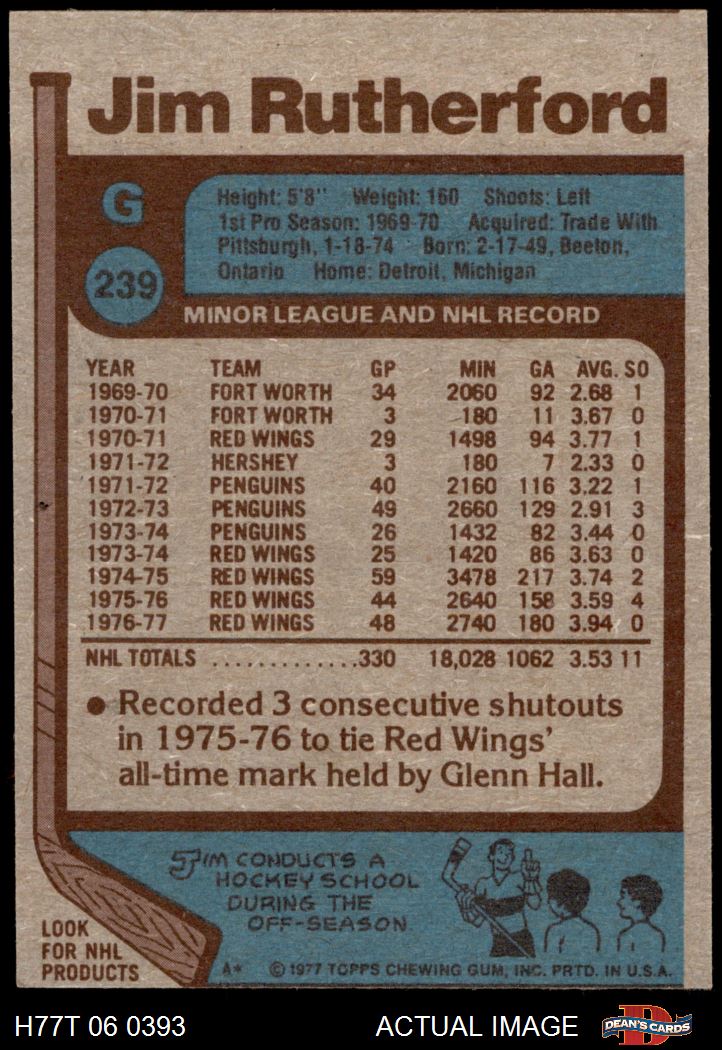 Jim Rutherford
G
239
Height: 5'8" Weight: 160 Shoots: Left
1st Pro Season: 1969-70 Acquired: Trade With
Pittsburgh, 1-18-74 Born: 2-17-49, Beeton,
Ontario Home: Detroit, Michigan
MINOR LEAGUE AND NHL RECORD
YEAR TEAM GP MIN GA AVG. SO
1969-70 FORT WORTH 34 2060 92 2.68 1
1970-71 FORT WORTH 3 180 11 3.67 0
1970-71 RED WINGS 29 1498 94 3.77 1
1971-72 HERSHEY 3 180 7 2.33 0
1971-72 PENGUINS 40 2160 116 3.22 1
1972-73 PENGUINS 49 2660 129 2.91 3
1973-74 PENGUINS 26 1432 82 3.44 0
1973-74 RED WINGS 25 1420 86 3.63 0
1974-75 RED WINGS 59 3478 217 3.74 2
1975-76 RED WINGS 44 2640 158 3.59 4
1976-77 RED WINGS 48 2740 180 3.94 0
NHL TOTALS ............330 18,028 1062 3.53 11
● Recorded 3 consecutive shutouts
in 1975-76 to tie Red Wings'
all-time mark held by Glenn Hall.
JIM CONDUCTS A
HOCKEY SCHOOL
DURING THE
OFF-SEASON
LOOK
FOR NHL
PRODUCTS
A* © 1977 TOPPS CHEWING GUM, INC. PRTD. IN U.S.A.
H77T 06 0393 ACTUAL IMAGE D DEAN'S CARDS